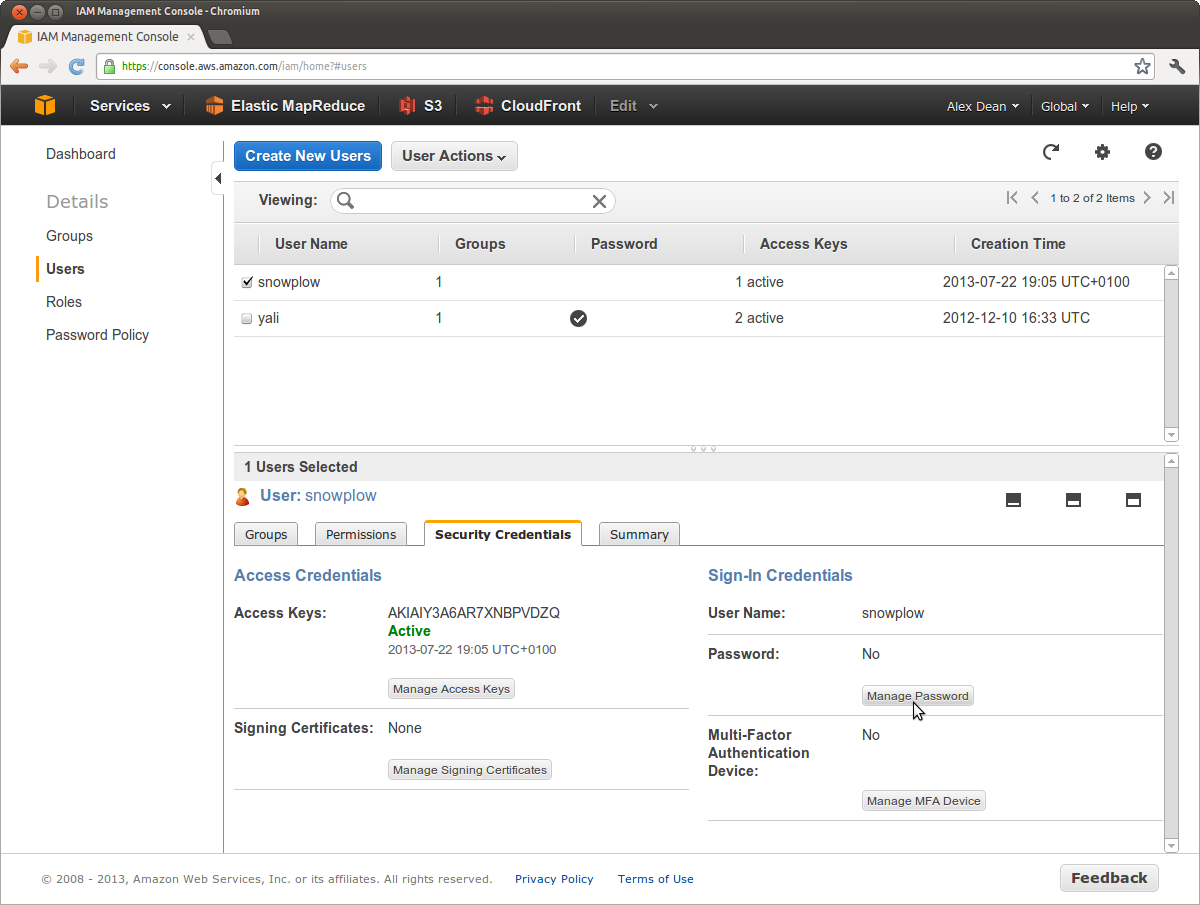 IAM Management Console - Chromium
IAM Management Console
https://console.aws.amazon.com/iam/home?#users
Services Elastic MapReduce S3 CloudFront Edit Alex Dean Global Help
Dashboard
Details
Groups
Users
Roles
Password Policy
Create New Users User Actions
Viewing: 1 to 2 of 2 Items
User Name Groups Password Access Keys Creation Time
snowplow 1 1 active 2013-07-22 19:05 UTC+0100
yali 1 2 active 2012-12-10 16:33 UTC
1 Users Selected
User: snowplow
Groups Permissions Security Credentials Summary
Access Credentials
Access Keys: AKIAIY3A6AR7XNBPVDZQ
Active
2013-07-22 19:05 UTC+0100
Manage Access Keys
Signing Certificates: None
Manage Signing Certificates
Sign-In Credentials
User Name: snowplow
Password: No
Manage Password
Multi-Factor No
Authentication
Device:
Manage MFA Device
© 2008 - 2013, Amazon Web Services, Inc. or its affiliates. All rights reserved. Privacy Policy Terms of Use Feedback